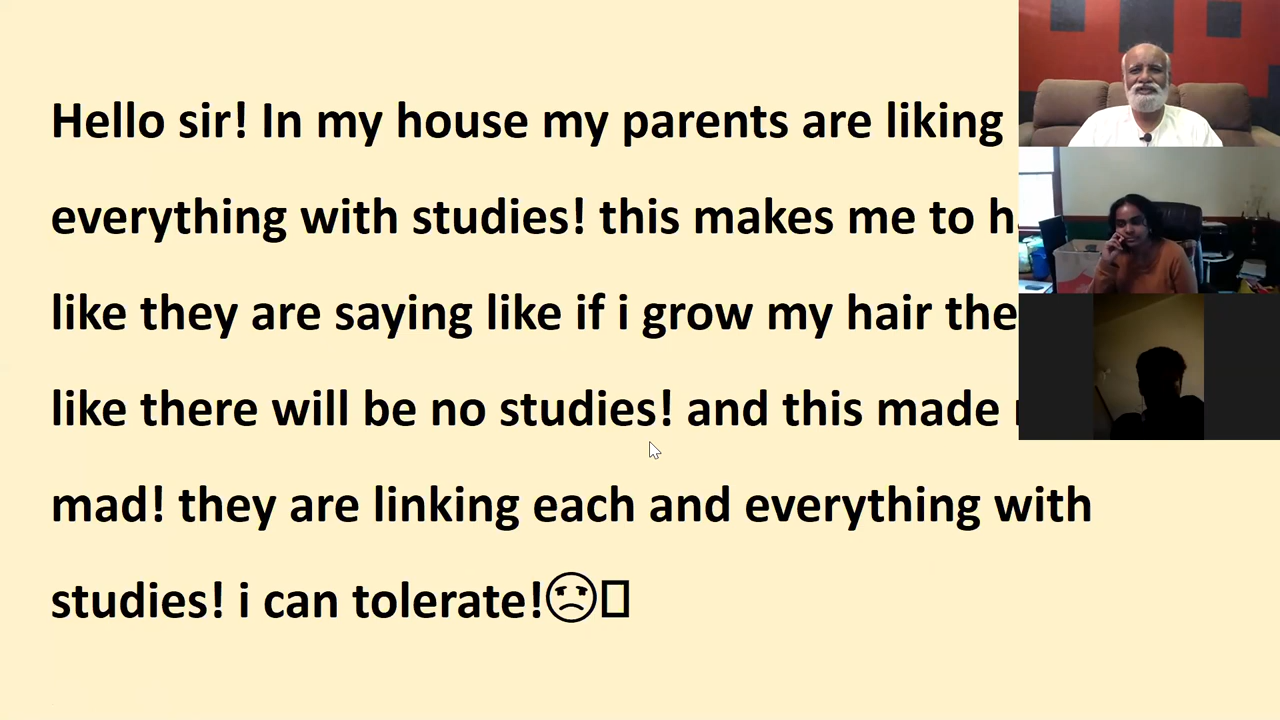 Hello sir! In my house my parents are liking
everything with studies! this makes me to
like they are saying like if i grow my hair
like there will be no studies! and this made
mad! they are linking each and everything with
studies! i can tolerate!😞